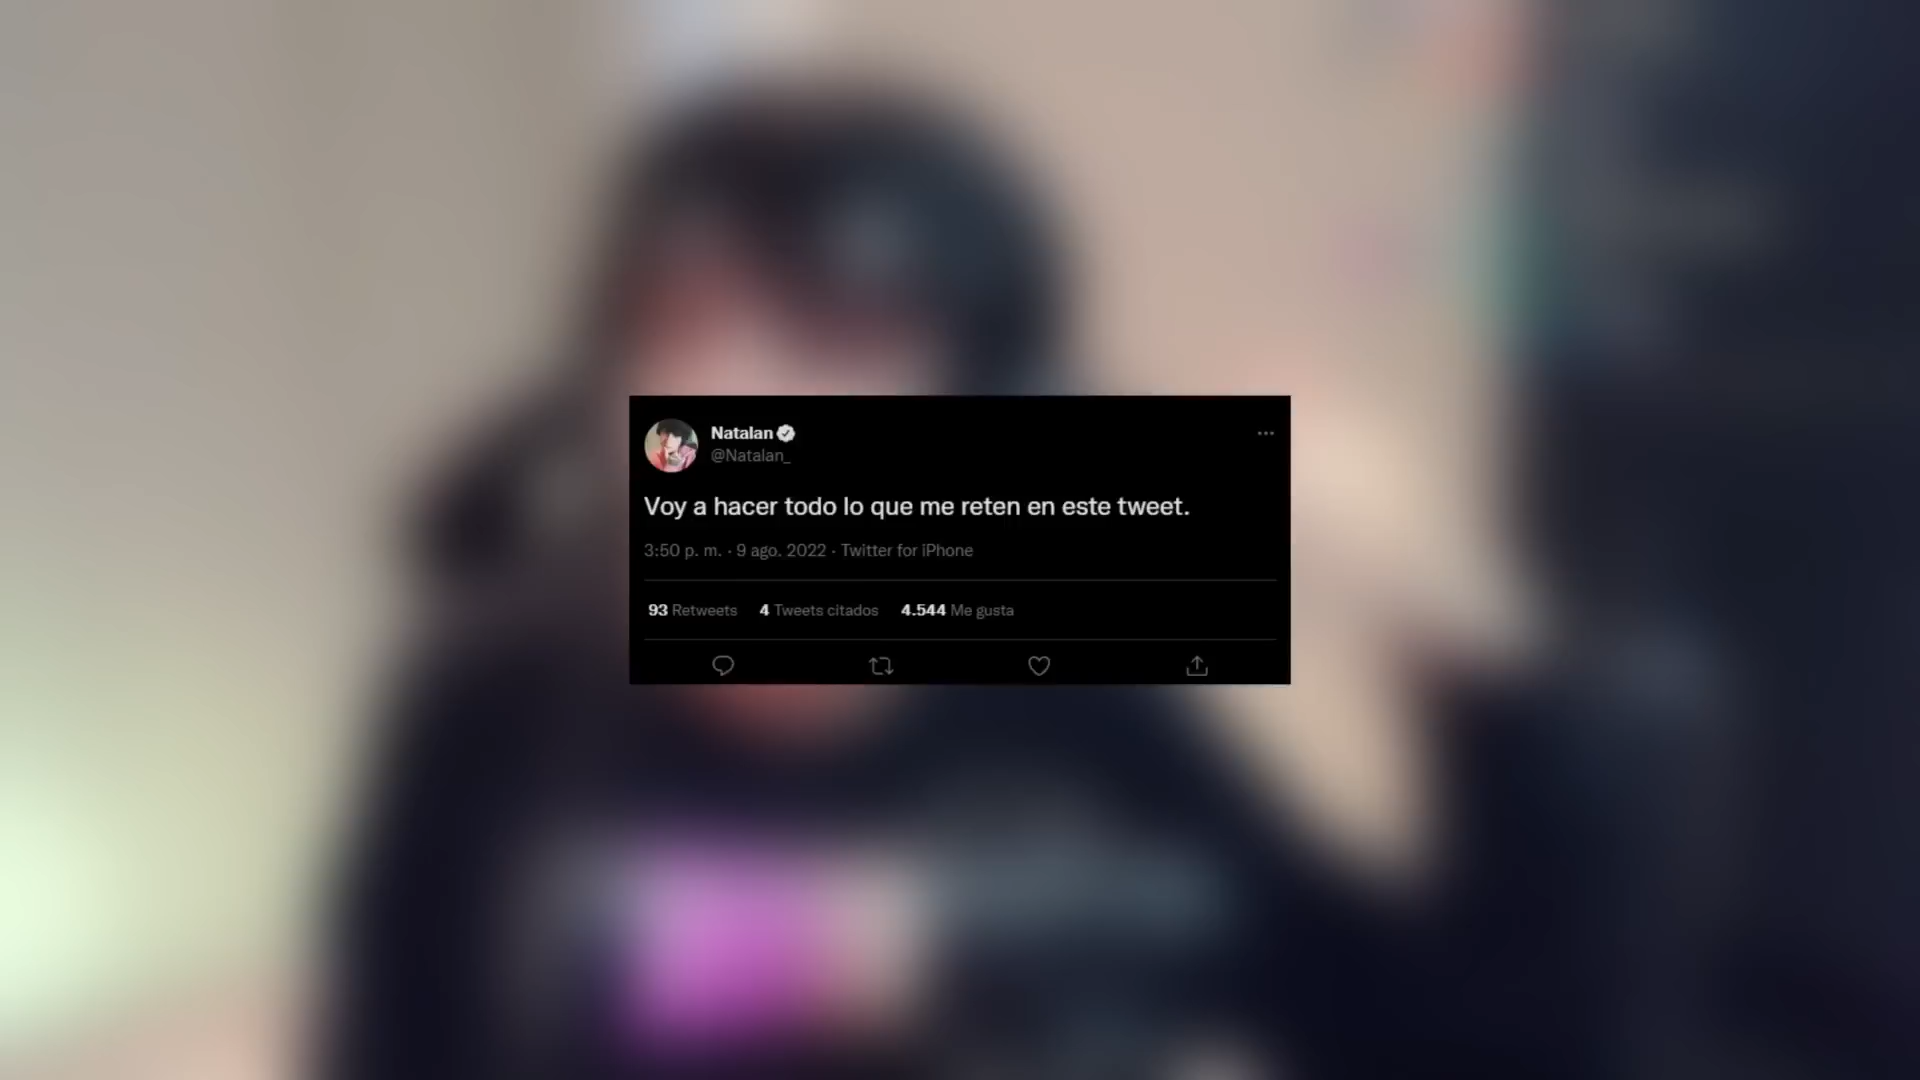 Natalan
@Natalan_
Voy a hacer todo lo que me reten en este tweet.
3:50 p. m. · 9 ago. 2022 · Twitter for iPhone
93 Retweets 4 Tweets citados 4.544 Me gusta